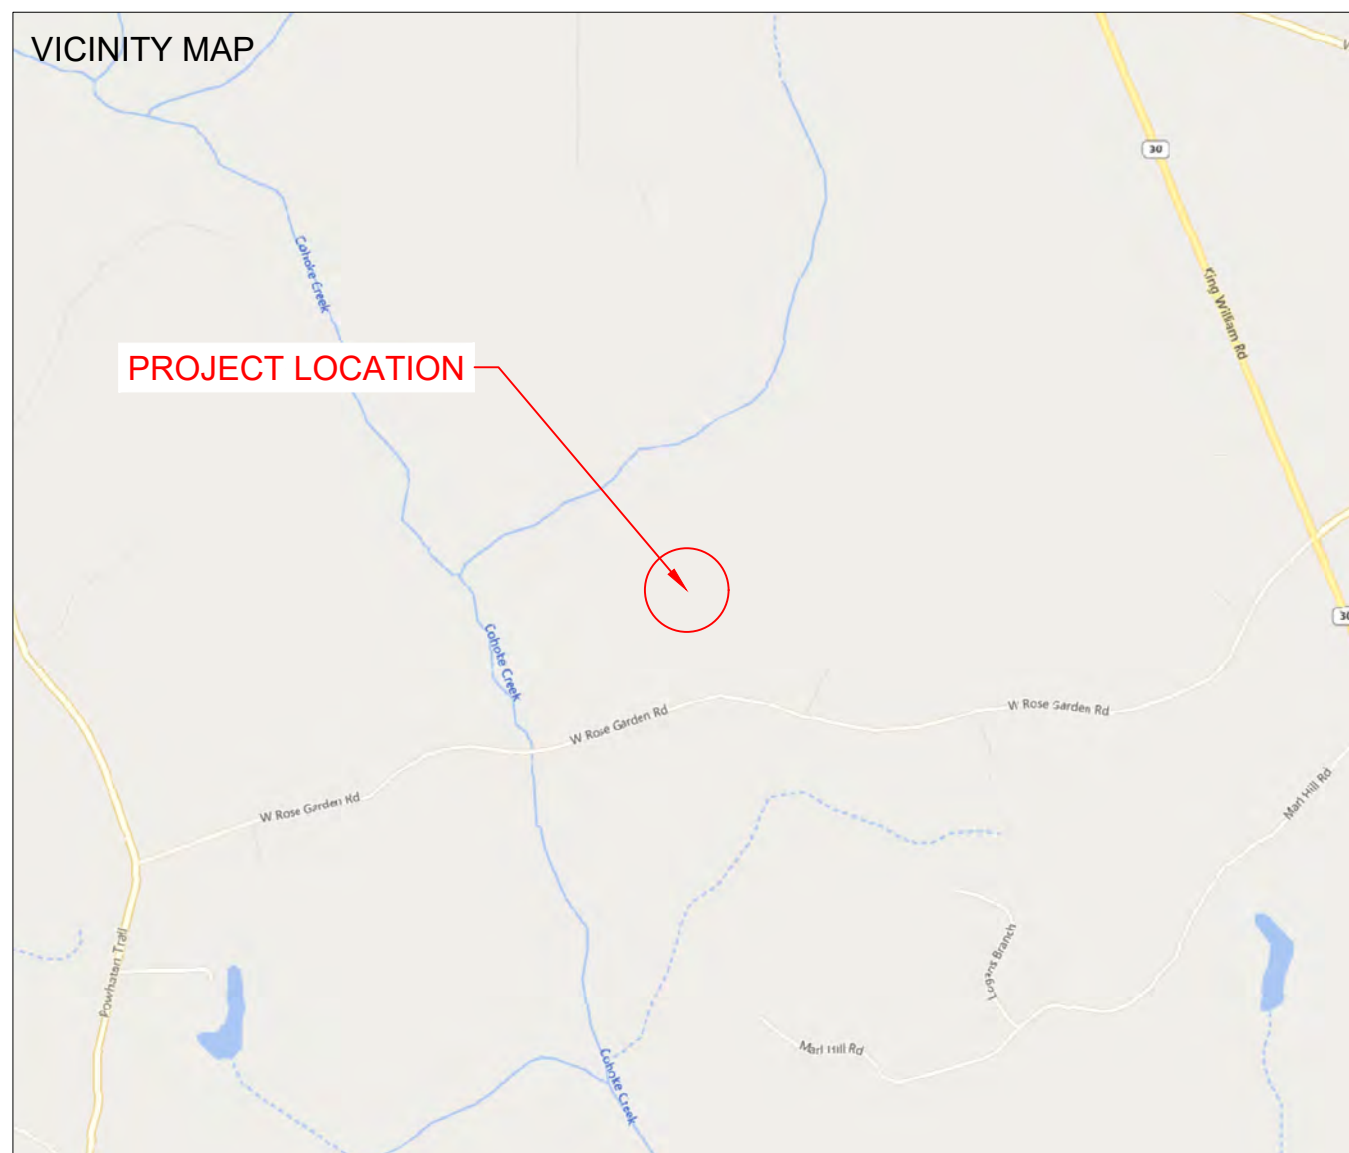 VICINITY MAP
30
Cohoke Creek
King William Rd
PROJECT LOCATION
30
Cohoke Creek
W Rose Garden Rd
W Rose Garden Rd
W Rose Garden Rd
Marl Hill Rd
Powhatan Trail
Logans Branch
Marl Hill Rd
Cohoke Creek